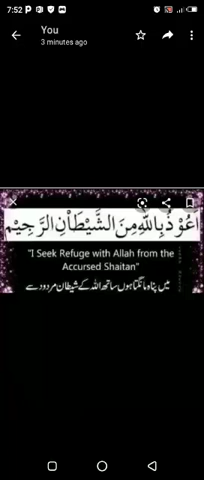 7:52
You
3 minutes ago
اَعُوْذُ بِاللّٰهِ مِنَ الشَّيْطَانِ الرَّجِيْمِ
"I Seek Refuge with Allah from the
Accursed Shaitan"
میں پناہ مانگتا ہوں ساتھ اللہ کے شیطان مردود سے